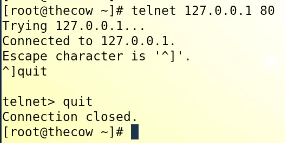 [root@thecow ~]# telnet 127.0.0.1 80
Trying 127.0.0.1...
Connected to 127.0.0.1.
Escape character is '^]'.
^]quit
telnet> quit
Connection closed.
[root@thecow ~]#